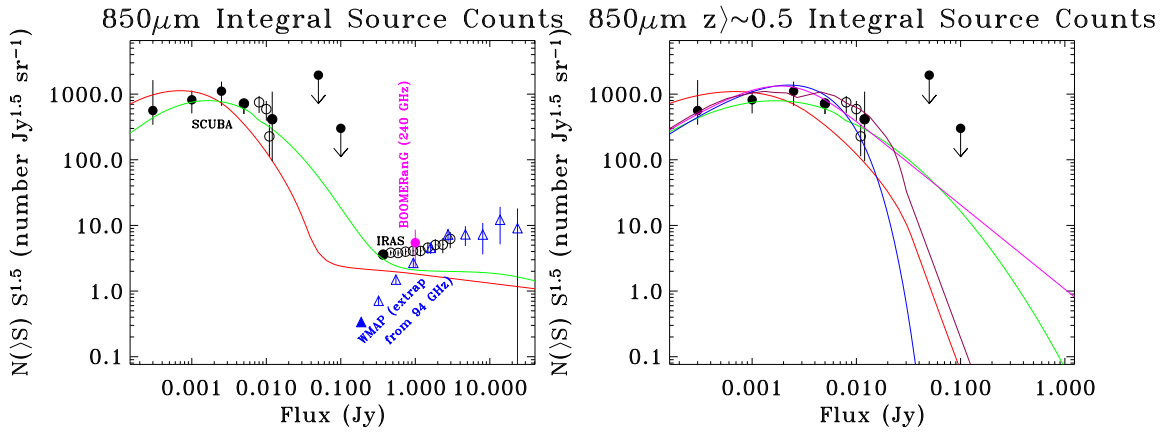 850μm Integral Source Counts
N(⟩S) S^1.5 (number Jy^1.5 sr^-1)
1000.0
100.0
10.0
1.0
0.1
SCUBA
BOOMERanG (240 GHz)
IRAS
WMAP (extrap
from 94 GHz)
0.001
0.010
0.100
1.000
10.000
Flux (Jy)
850μm z⟩~0.5 Integral Source Counts
N(⟩S) S^1.5 (number Jy^1.5 sr^-1)
1000.0
100.0
10.0
1.0
0.1
0.001
0.010
0.100
1.000
Flux (Jy)